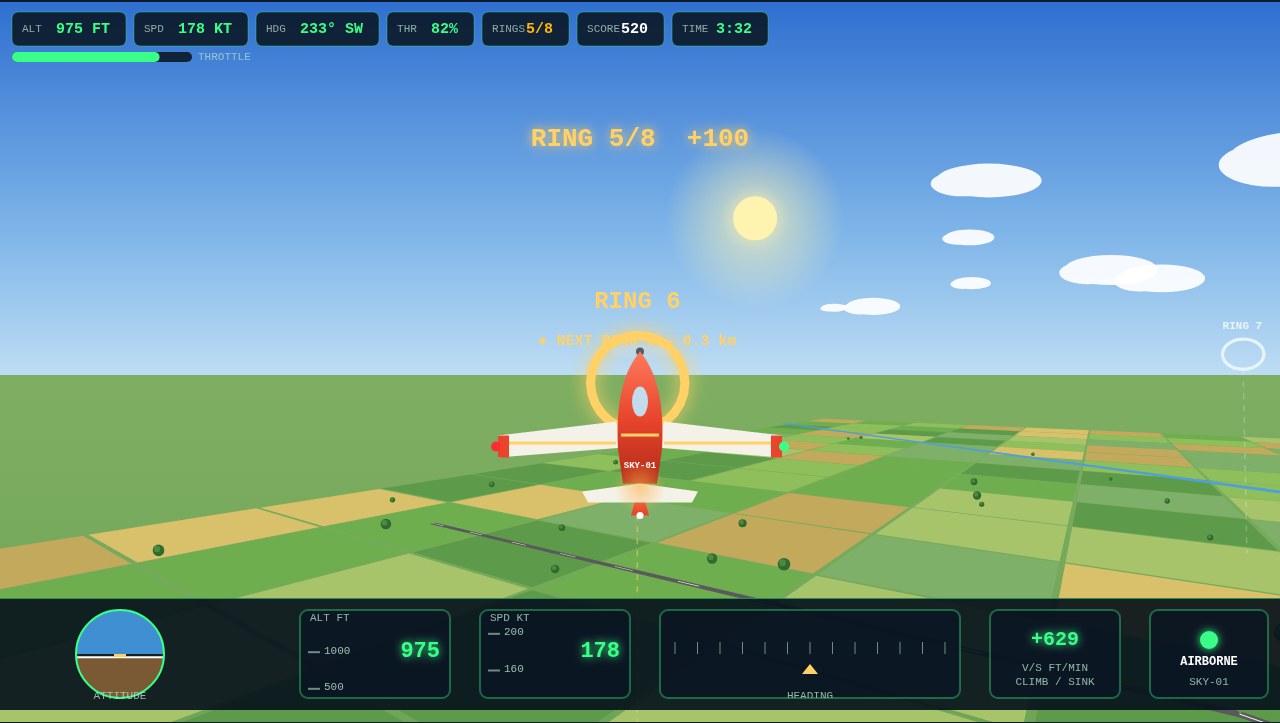 ALT 975 FT
SPD 178 KT
HDG 233° SW
THR 82%
RINGS 5/8
SCORE 520
TIME 3:32
THROTTLE
RING 5/8 +100
RING 6
NEXT 0.3 km
RING 7
SKY-01
ATTITUDE
ALT FT
1000
500
975
SPD KT
200
160
178
HEADING
+629
V/S FT/MIN
CLIMB / SINK
AIRBORNE
SKY-01